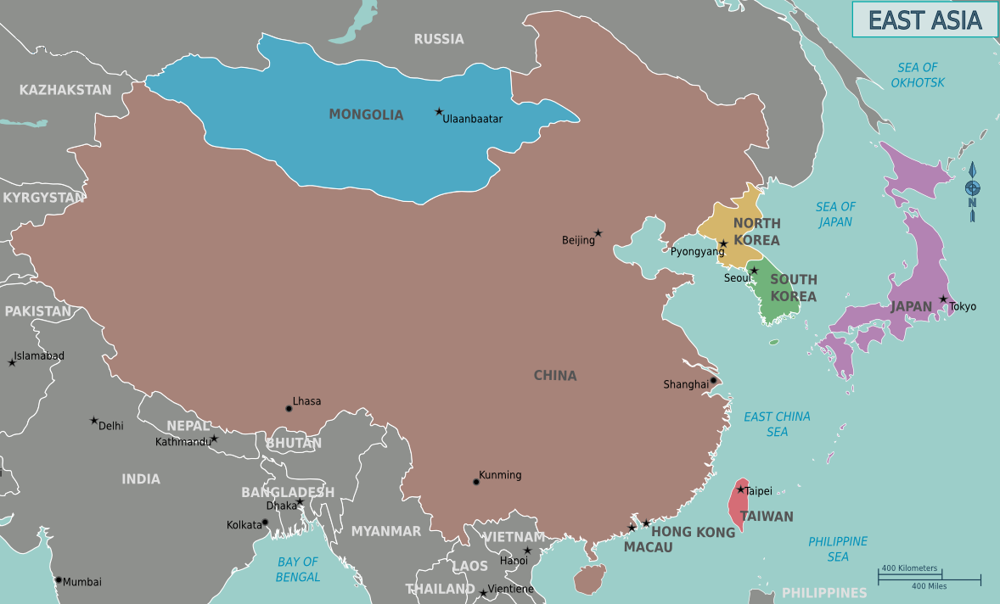 EAST ASIA
RUSSIA
SEA OF
OKHOTSK
KAZHAKSTAN
MONGOLIA
Ulaanbaatar
KYRGYSTAN
SEA OF
JAPAN
N
NORTH
KOREA
Beijing
Pyongyang
Seoul
SOUTH
KOREA
JAPAN
Tokyo
PAKISTAN
Islamabad
CHINA
Shanghai
Lhasa
Delhi
NEPAL
Kathmandu
BHUTAN
EAST CHINA
SEA
INDIA
Kunming
BANGLADESH
Dhaka
Kolkata
Taipei
TAIWAN
MYANMAR
VIETNAM
HONG KONG
MACAU
Hanoi
LAOS
PHILIPPINE
SEA
BAY OF
BENGAL
Mumbai
THAILAND
Vientiene
400 Kilometers
400 Miles
PHILIPPINES